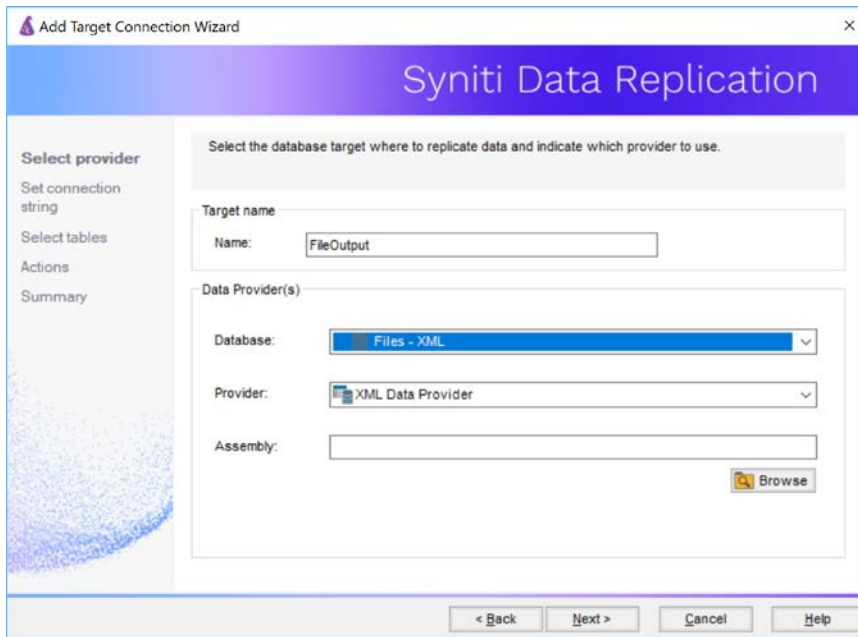 Add Target Connection Wizard
Syniti Data Replication
Select provider
Set connection
string
Select tables
Actions
Summary
Select the database target where to replicate data and indicate which provider to use.
Target name
Name:
FileOutput
Data Provider(s)
Database:
Files - XML
Provider:
XML Data Provider
Assembly:
Browse
< Back
Next >
Cancel
Help